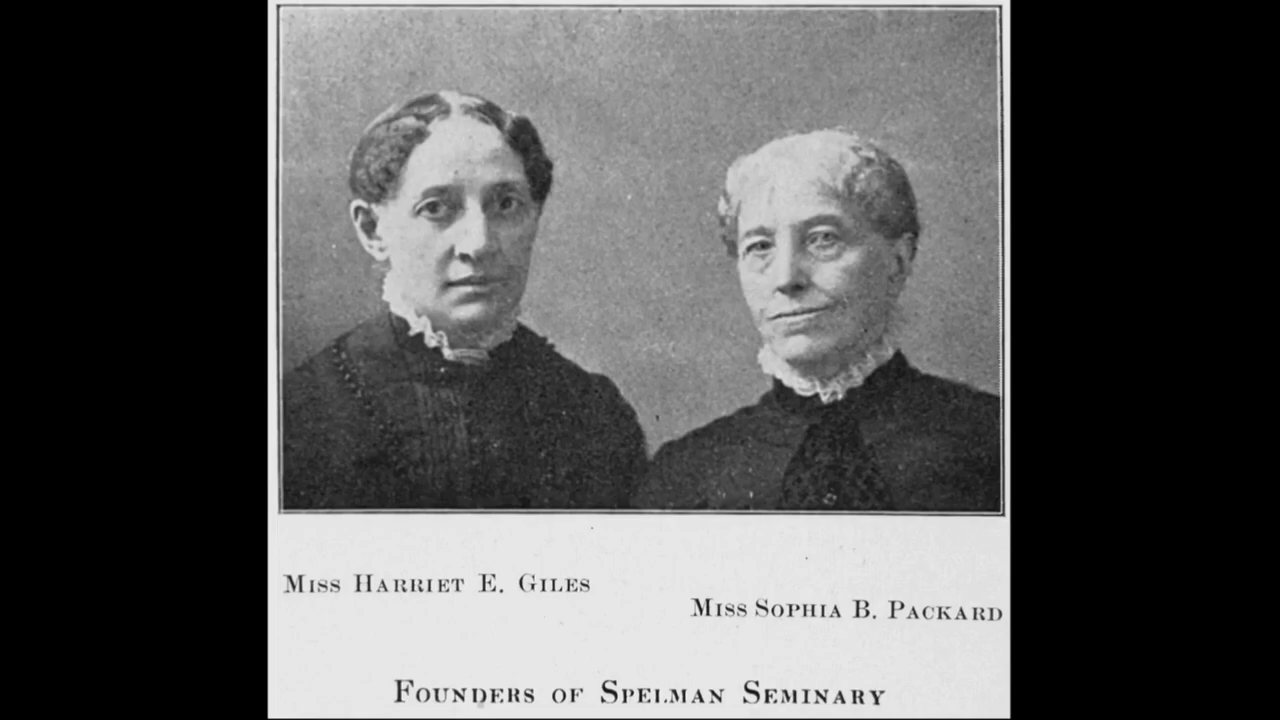 Miss Harriet E. Giles
Miss Sophia B. Packard
Founders of Spelman Seminary